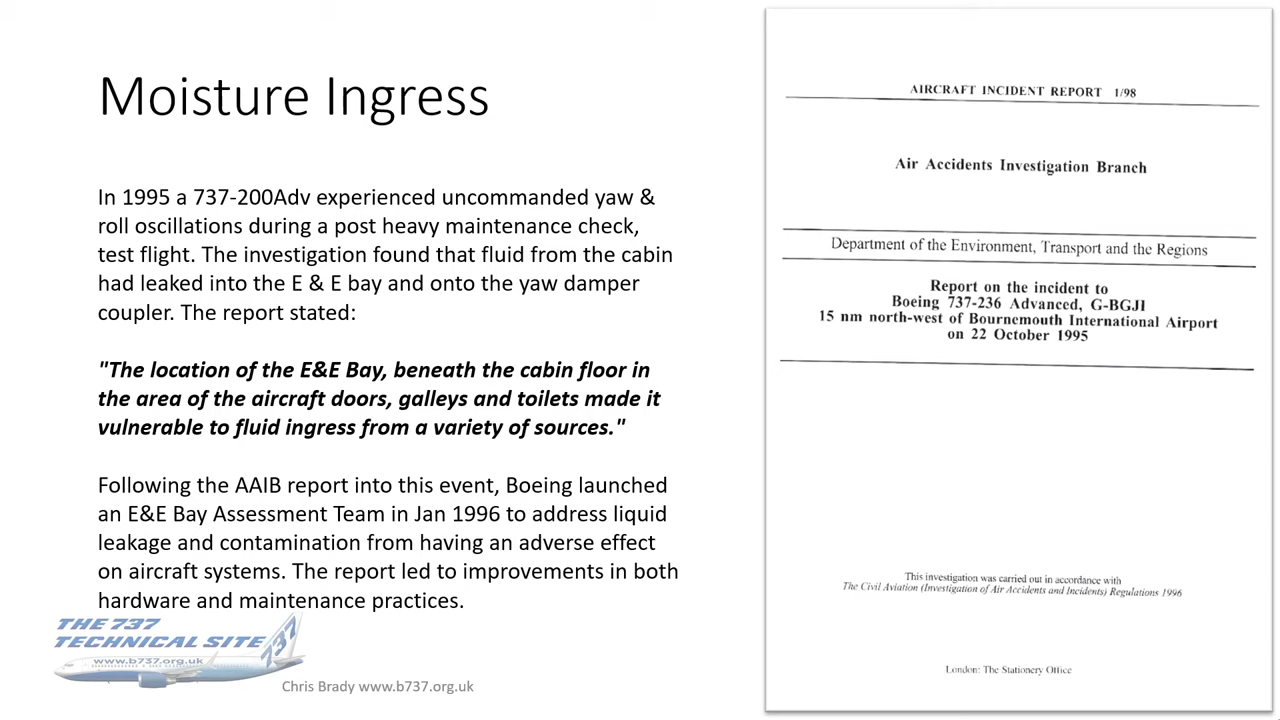 Moisture Ingress
In 1995 a 737-200Adv experienced uncommanded yaw &
roll oscillations during a post heavy maintenance check,
test flight. The investigation found that fluid from the cabin
had leaked into the E & E bay and onto the yaw damper
coupler. The report stated:
"The location of the E&E Bay, beneath the cabin floor in
the area of the aircraft doors, galleys and toilets made it
vulnerable to fluid ingress from a variety of sources."
Following the AAIB report into this event, Boeing launched
an E&E Bay Assessment Team in Jan 1996 to address liquid
leakage and contamination from having an adverse effect
on aircraft systems. The report led to improvements in both
hardware and maintenance practices.
THE 737
TECHNICAL SITE
737
www.b737.org.uk
Chris Brady www.b737.org.uk
AIRCRAFT INCIDENT REPORT 1/98
Air Accidents Investigation Branch
Department of the Environment, Transport and the Regions
Report on the incident to
Boeing 737-236 Advanced, G-BGJI
15 nm north-west of Bournemouth International Airport
on 22 October 1995
This investigation was carried out in accordance with
The Civil Aviation (Investigation of Air Accidents and Incidents) Regulations 1996
London: The Stationery Office